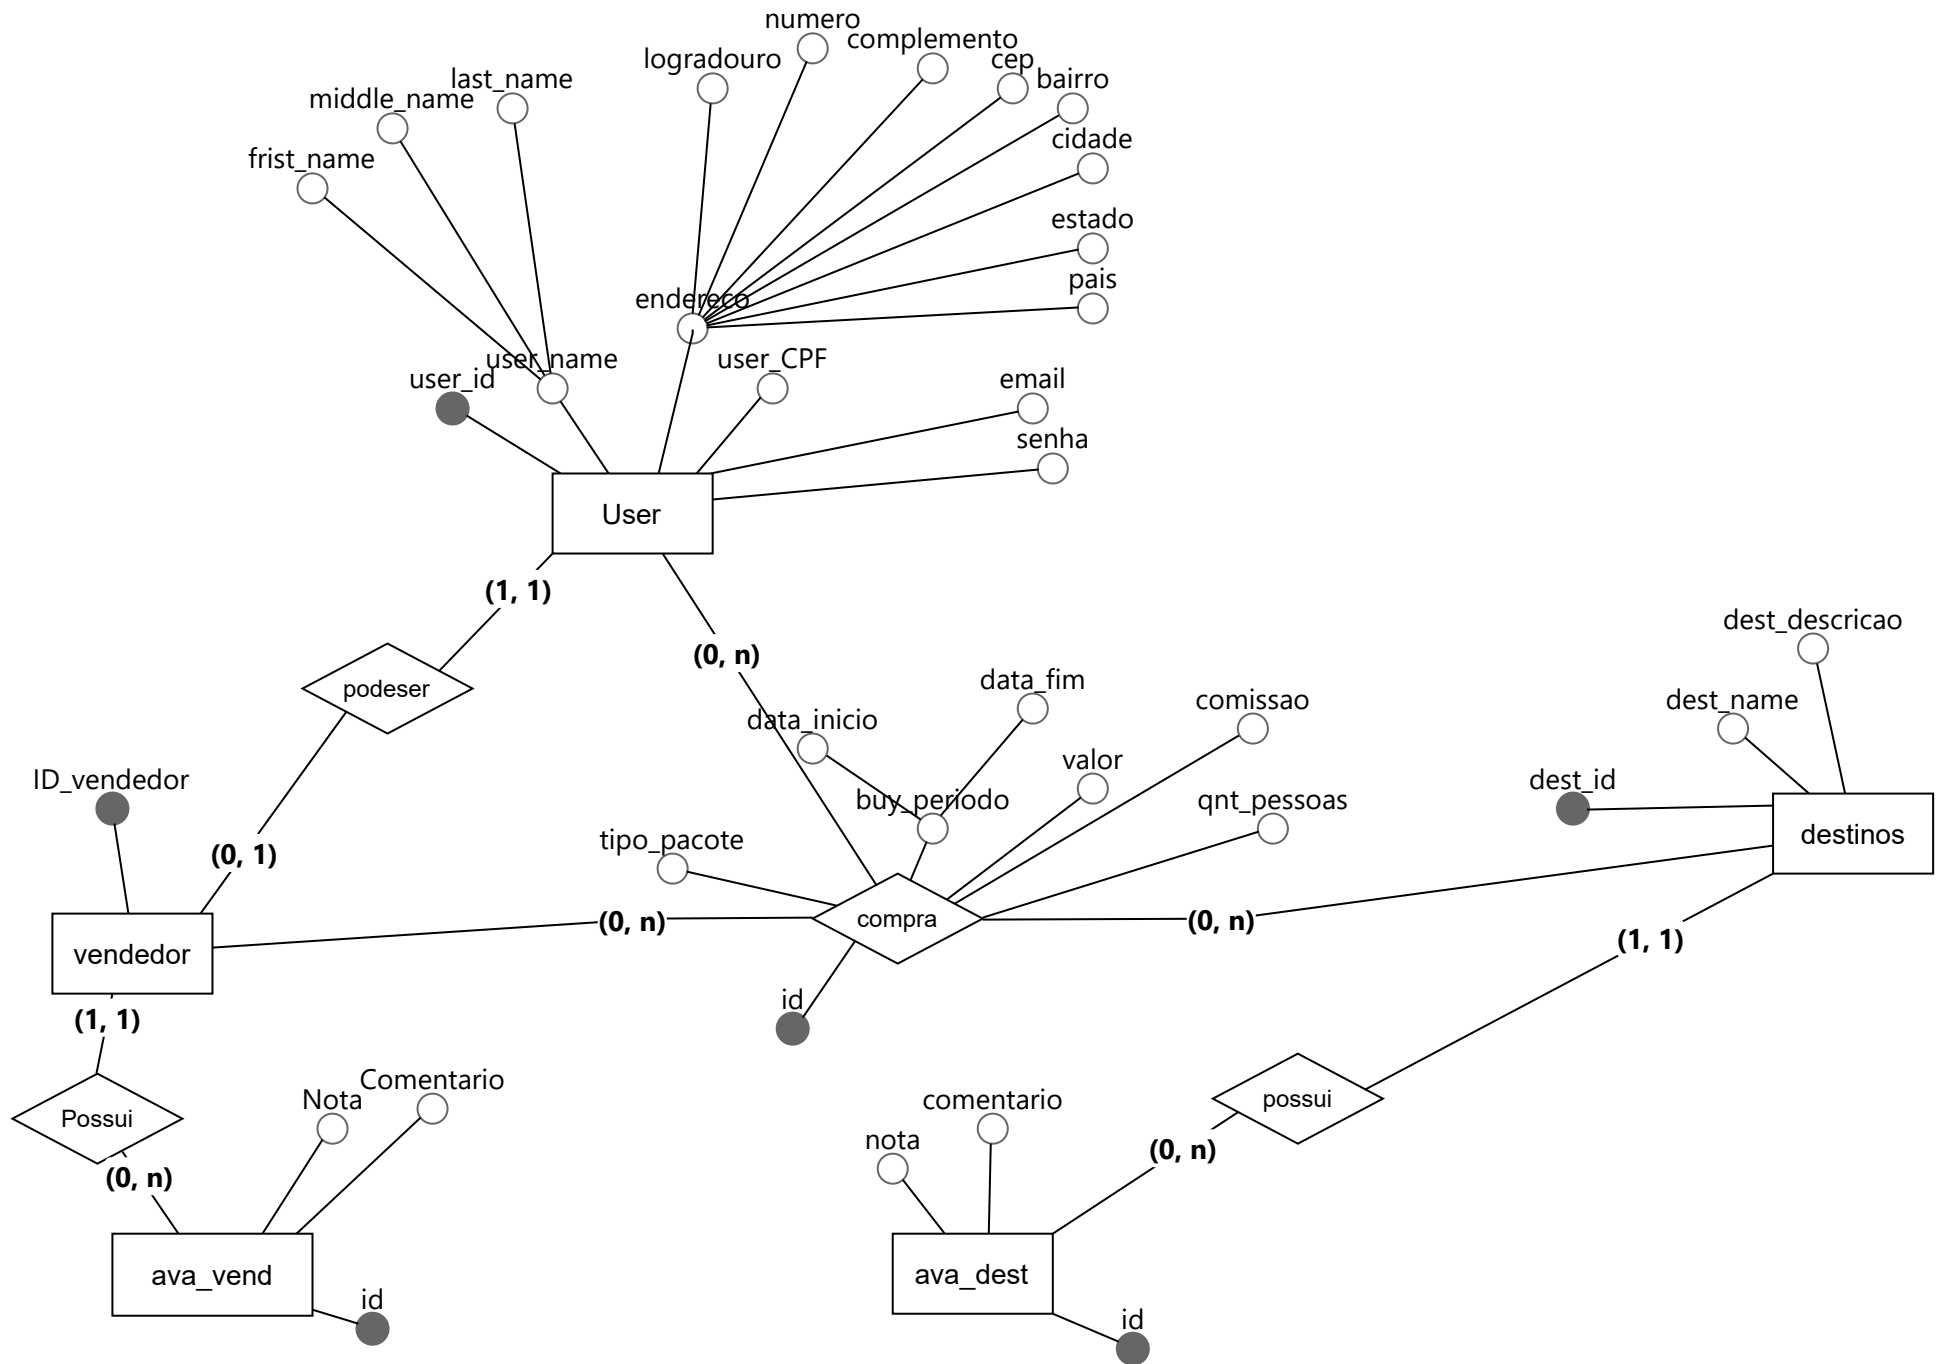 numero
complemento
logradouro
cep
last_name
bairro
middle_name
cidade
frist_name
estado
pais
endereco
user_name
user_CPF
user_id
email
senha
User
(1, 1)
(0, n)
podeser
dest_descricao
data_fim
dest_name
comissao
data_inicio
valor
ID_vendedor
dest_id
buy_periodo
qnt_pessoas
tipo_pacote
destinos
(0, 1)
compra
(0, n)
(0, n)
(1, 1)
vendedor
id
(1, 1)
Comentario
Nota
comentario
possui
Possui
nota
(0, n)
(0, n)
ava_vend
ava_dest
id
id